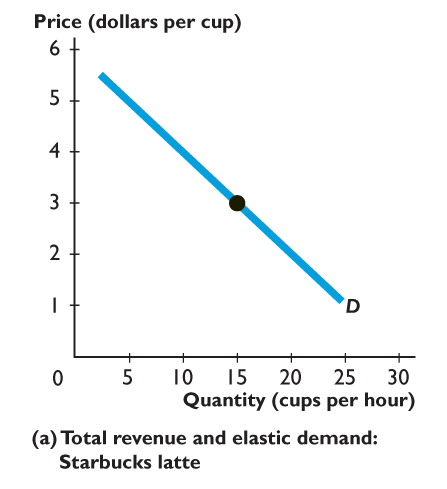 Price (dollars per cup)
6
5
4
3
2
1
D
0 5 10 15 20 25 30
Quantity (cups per hour)
(a) Total revenue and elastic demand:
Starbucks latte